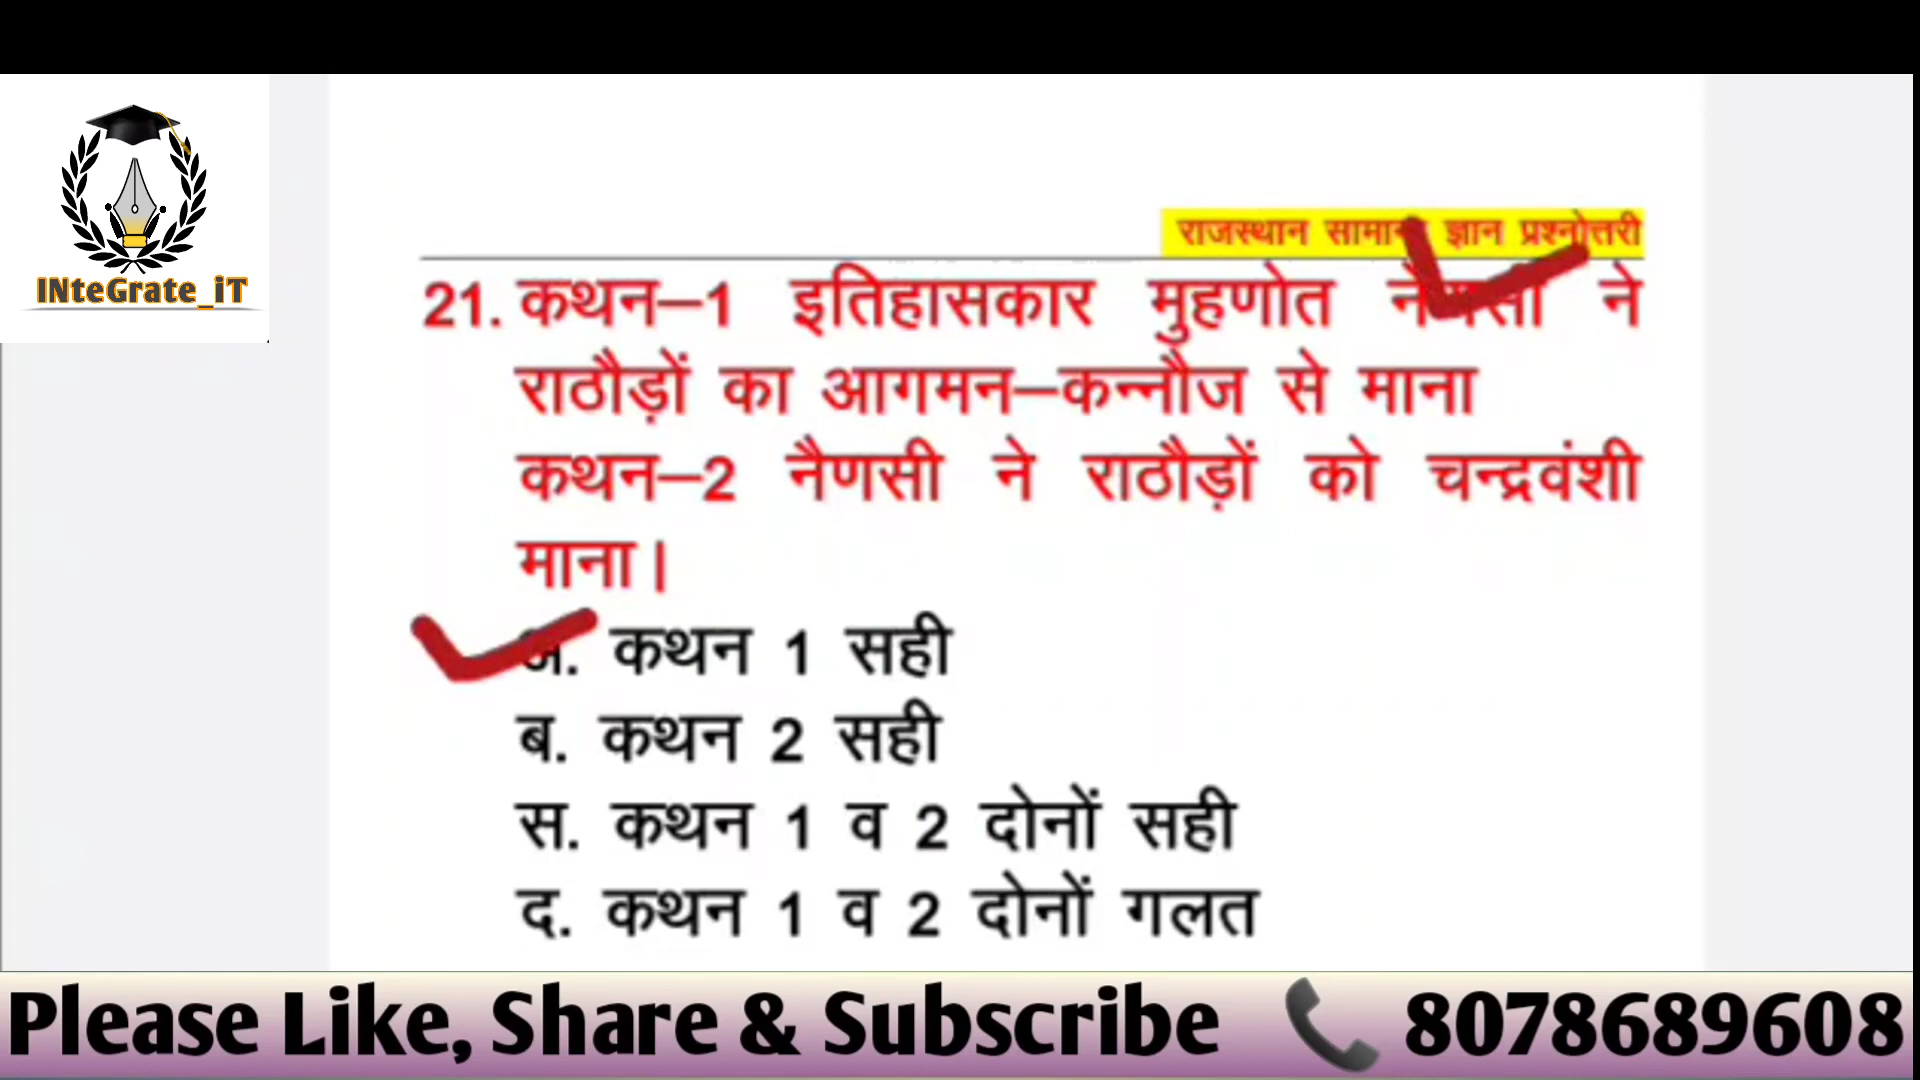 INteGrate_iT
राजस्थान सामान्य ज्ञान प्रश्नोत्तरी
21. कथन–1 इतिहासकार मुहणोत नैणसी ने
राठौड़ों का आगमन–कन्नौज से माना
कथन–2 नैणसी ने राठौड़ों को चन्द्रवंशी
माना।
अ. कथन 1 सही
ब. कथन 2 सही
स. कथन 1 व 2 दोनों सही
द. कथन 1 व 2 दोनों गलत
Please Like, Share & Subscribe 8078689608